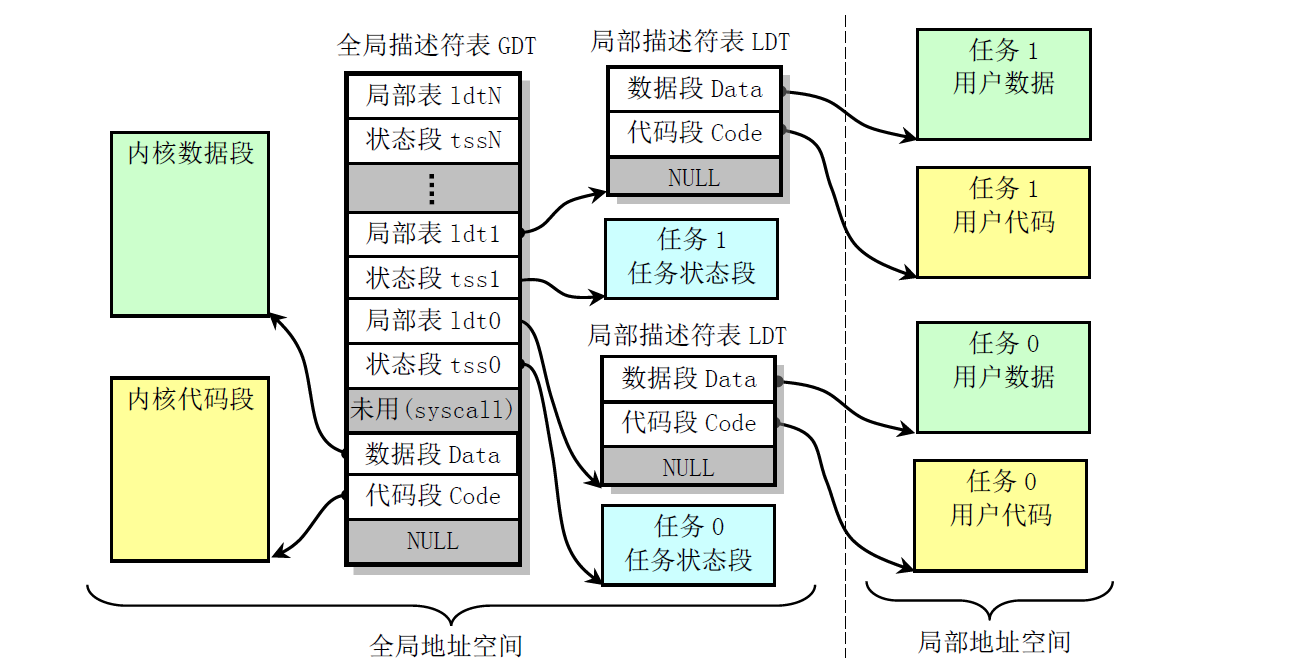 全局描述符表 GDT
局部表 ldtN
状态段 tssN
⋮
局部表 ldt1
状态段 tss1
局部表 ldt0
状态段 tss0
未用(syscall)
数据段 Data
代码段 Code
NULL
内核数据段
内核代码段
局部描述符表 LDT
数据段 Data
代码段 Code
NULL
任务 1
任务状态段
局部描述符表 LDT
数据段 Data
代码段 Code
NULL
任务 0
任务状态段
任务 1
用户数据
任务 1
用户代码
任务 0
用户数据
任务 0
用户代码
全局地址空间
局部地址空间